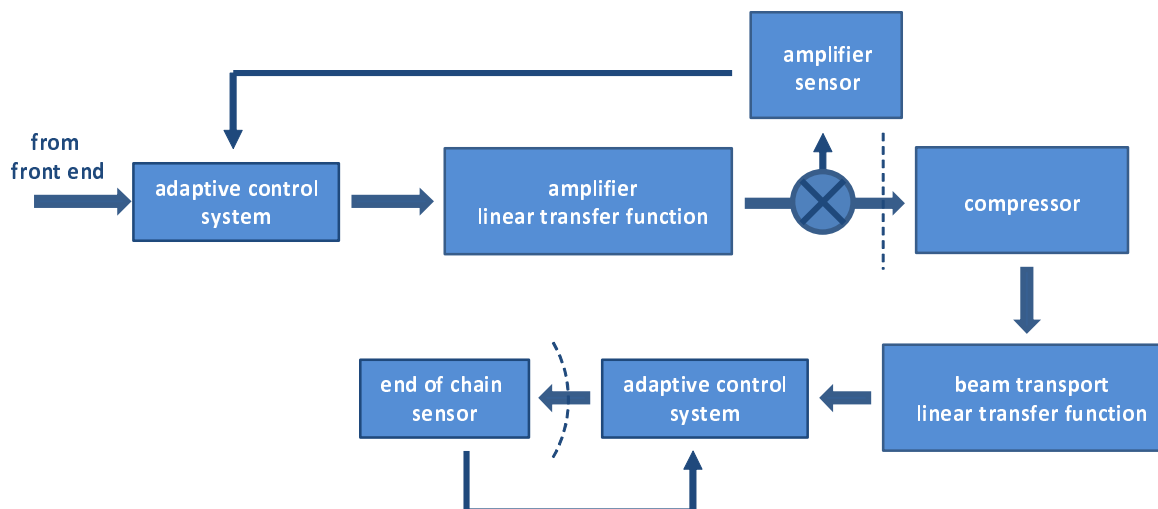 amplifier
sensor
from
front end
adaptive control
system
amplifier
linear transfer function
compressor
end of chain
sensor
adaptive control
system
beam transport
linear transfer function